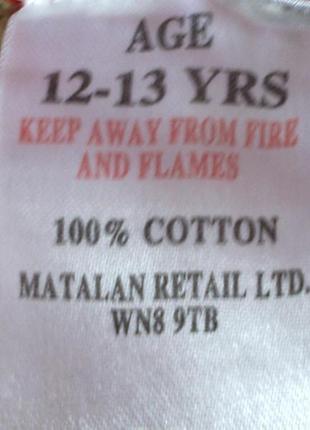 AGE
12-13 YRS
KEEP AWAY FROM FIRE
AND FLAMES
100% COTTON
MATALAN RETAIL LTD.
WN8 9TB